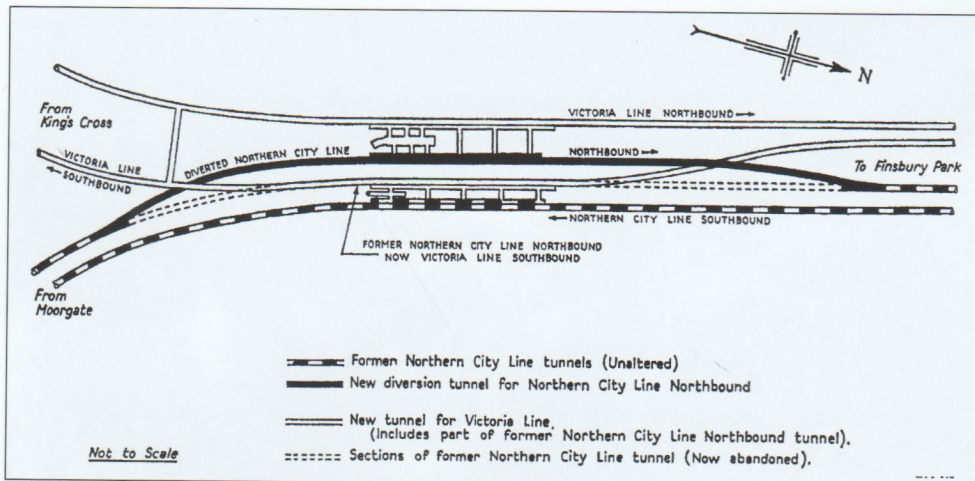 N
From
King's Cross
VICTORIA LINE NORTHBOUND
VICTORIA LINE
SOUTHBOUND
DIVERTED NORTHERN CITY LINE
NORTHBOUND
To Finsbury Park
NORTHERN CITY LINE SOUTHBOUND
FORMER NORTHERN CITY LINE NORTHBOUND
NOW VICTORIA LINE SOUTHBOUND
From
Moorgate
Former Northern City Line tunnels (Unaltered)
New diversion tunnel for Northern City Line Northbound
New tunnel for Victoria Line.
(Includes part of former Northern City Line Northbound tunnel).
Sections of former Northern City Line tunnel (Now abandoned).
Not to Scale